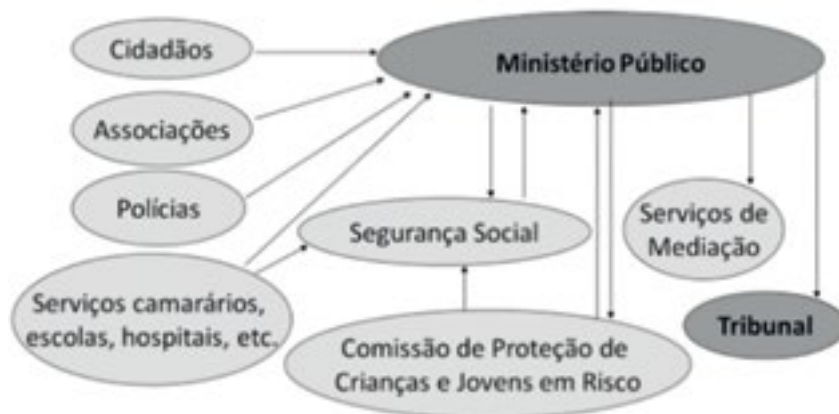 Cidadãos
Ministério Público
Associações
Polícias
Segurança Social
Serviços de
Mediação
Serviços camarários,
escolas, hospitais, etc.
Tribunal
Comissão de Proteção de
Crianças e Jovens em Risco